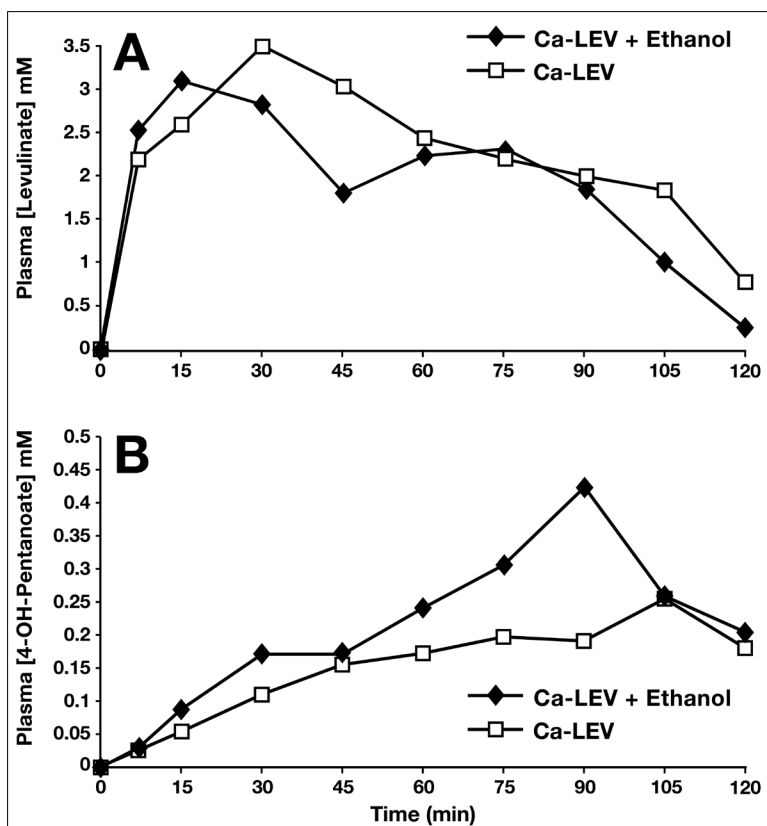 A
Plasma [Levulinate] mM
3.5
3
2.5
2
1.5
1
0.5
0
Ca-LEV + Ethanol
Ca-LEV
0 15 30 45 60 75 90 105 120
B
Plasma [4-OH-Pentanoate] mM
0.5
0.45
0.4
0.35
0.3
0.25
0.2
0.15
0.1
0.05
0
Ca-LEV + Ethanol
Ca-LEV
0 15 30 45 60 75 90 105 120
Time (min)